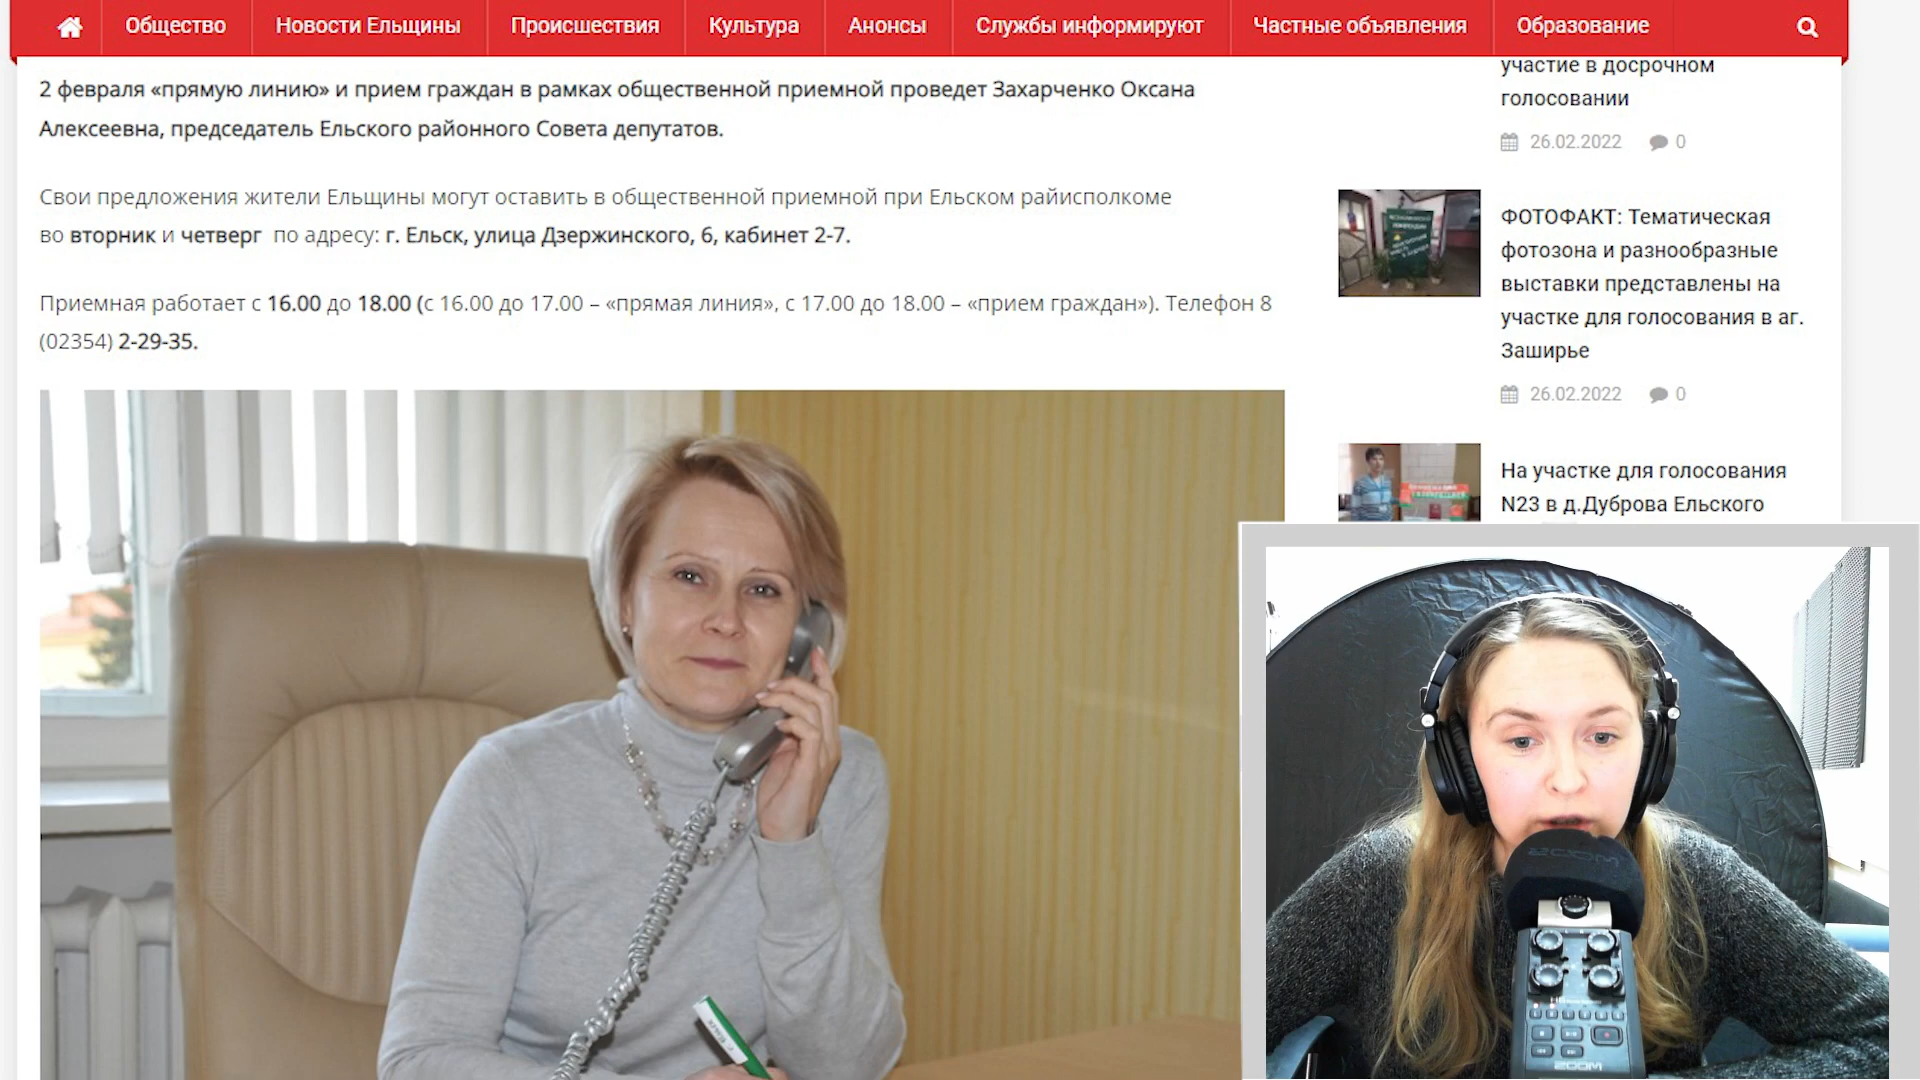 Общество
Новости Ельщины
Происшествия
Культура
Анонсы
Службы информируют
Частные объявления
Образование
2 февраля «прямую линию» и прием граждан в рамках общественной приемной проведет Захарченко Оксана
Алексеевна, председатель Ельского районного Совета депутатов.
Свои предложения жители Ельщины могут оставить в общественной приемной при Ельском райисполкоме
во вторник и четверг по адресу: г. Ельск, улица Дзержинского, 6, кабинет 2-7.
Приемная работает с 16.00 до 18.00 (с 16.00 до 17.00 – «прямая линия», с 17.00 до 18.00 – «прием граждан»). Телефон 8
(02354) 2-29-35.
участие в досрочном
голосовании
26.02.2022
0
ФОТОФАКТ: Тематическая
фотозона и разнообразные
выставки представлены на
участке для голосования в аг.
Заширье
26.02.2022
0
На участке для голосования
N23 в д.Дуброва Ельского
ZOOM
ZOOM